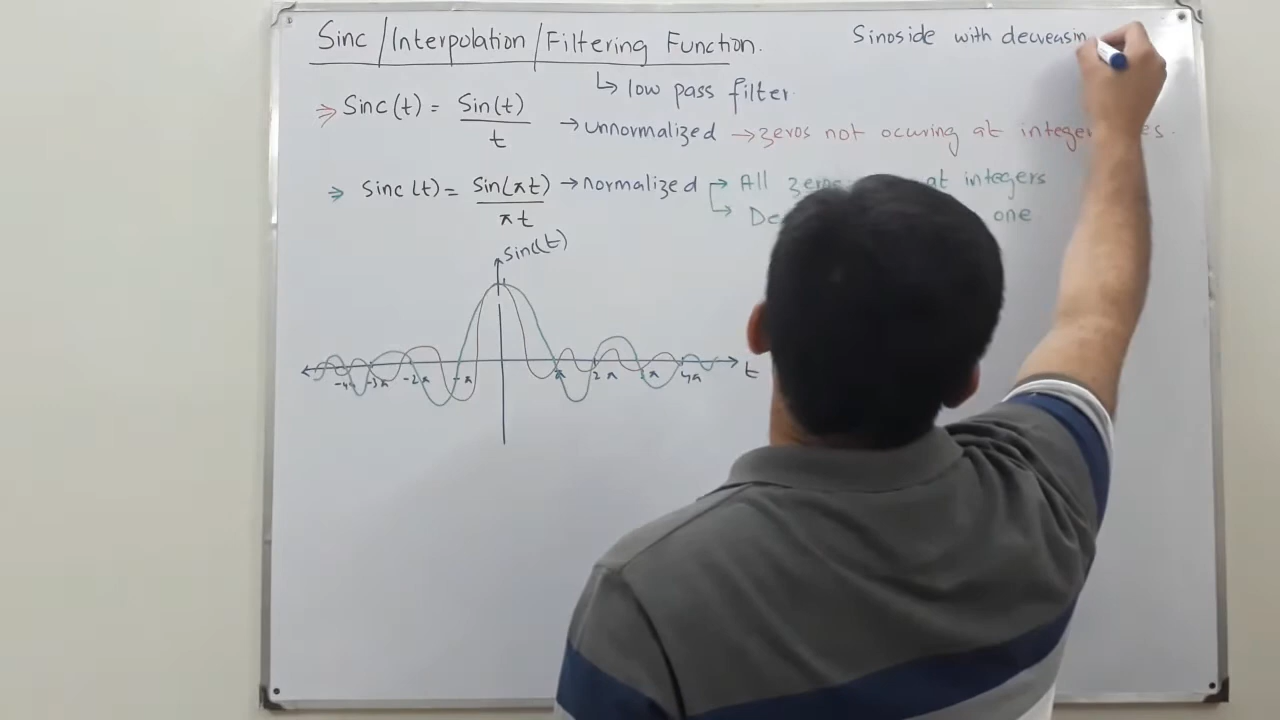 Sinc / Interpolation / Filtering Function.
Sinoside with decreasin
↳ low pass filter.
⇒ Sinc (t) = Sin(t) / t → unnormalized → zeros not occuring at integer
⇒ Sinc (t) = Sin(πt) / πt → normalized → All zeros at integers
↳ one
sinc(t)
-4 -3π -2π -π π 2π 3π 4π t